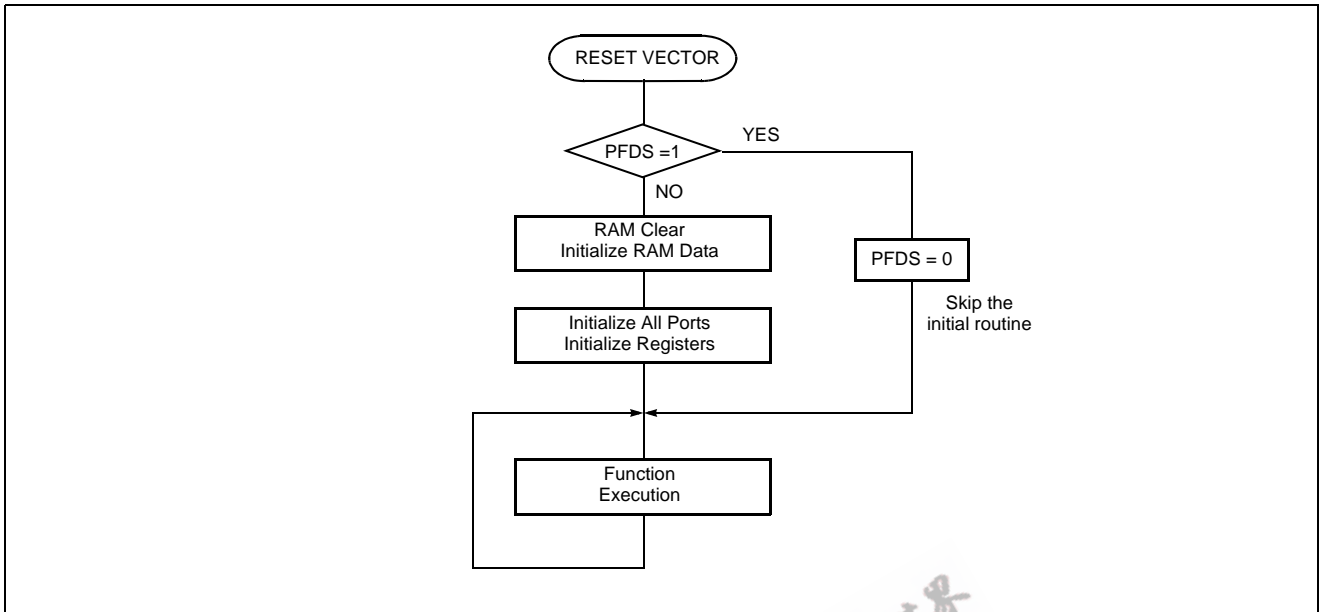 RESET VECTOR
PFDS =1
YES
NO
RAM Clear
Initialize RAM Data
PFDS = 0
Skip the
initial routine
Initialize All Ports
Initialize Registers
Function
Execution